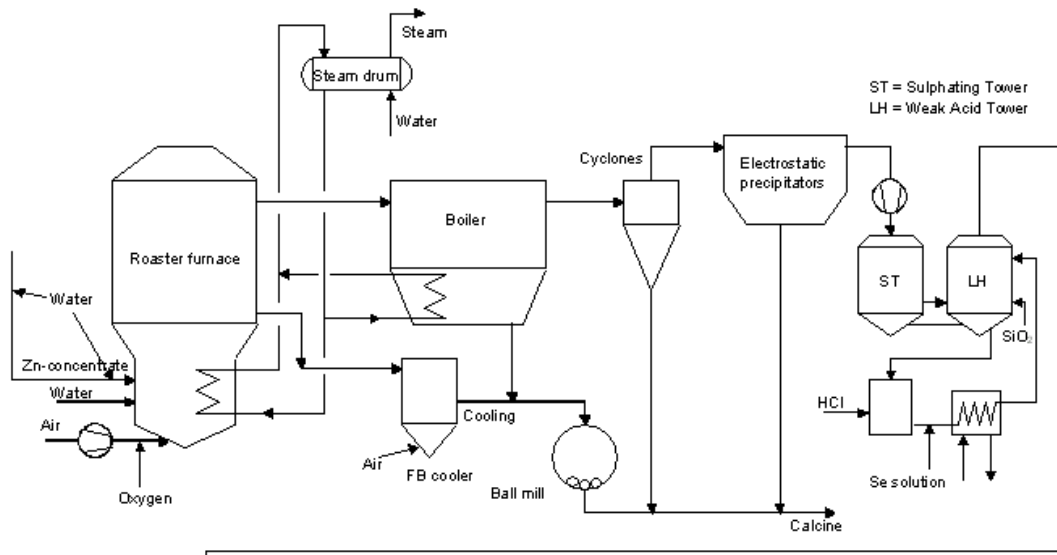 Steam
Steam drum
Water
ST = Sulphating Tower
LH = Weak Acid Tower
Cyclones
Electrostatic
precipitators
Boiler
Roaster furnace
ST
LH
Water
SiO₂
Zn-concentrate
Water
HCl
Air
Cooling
Air
FB cooler
Oxygen
Ball mill
Se solution
Calcine